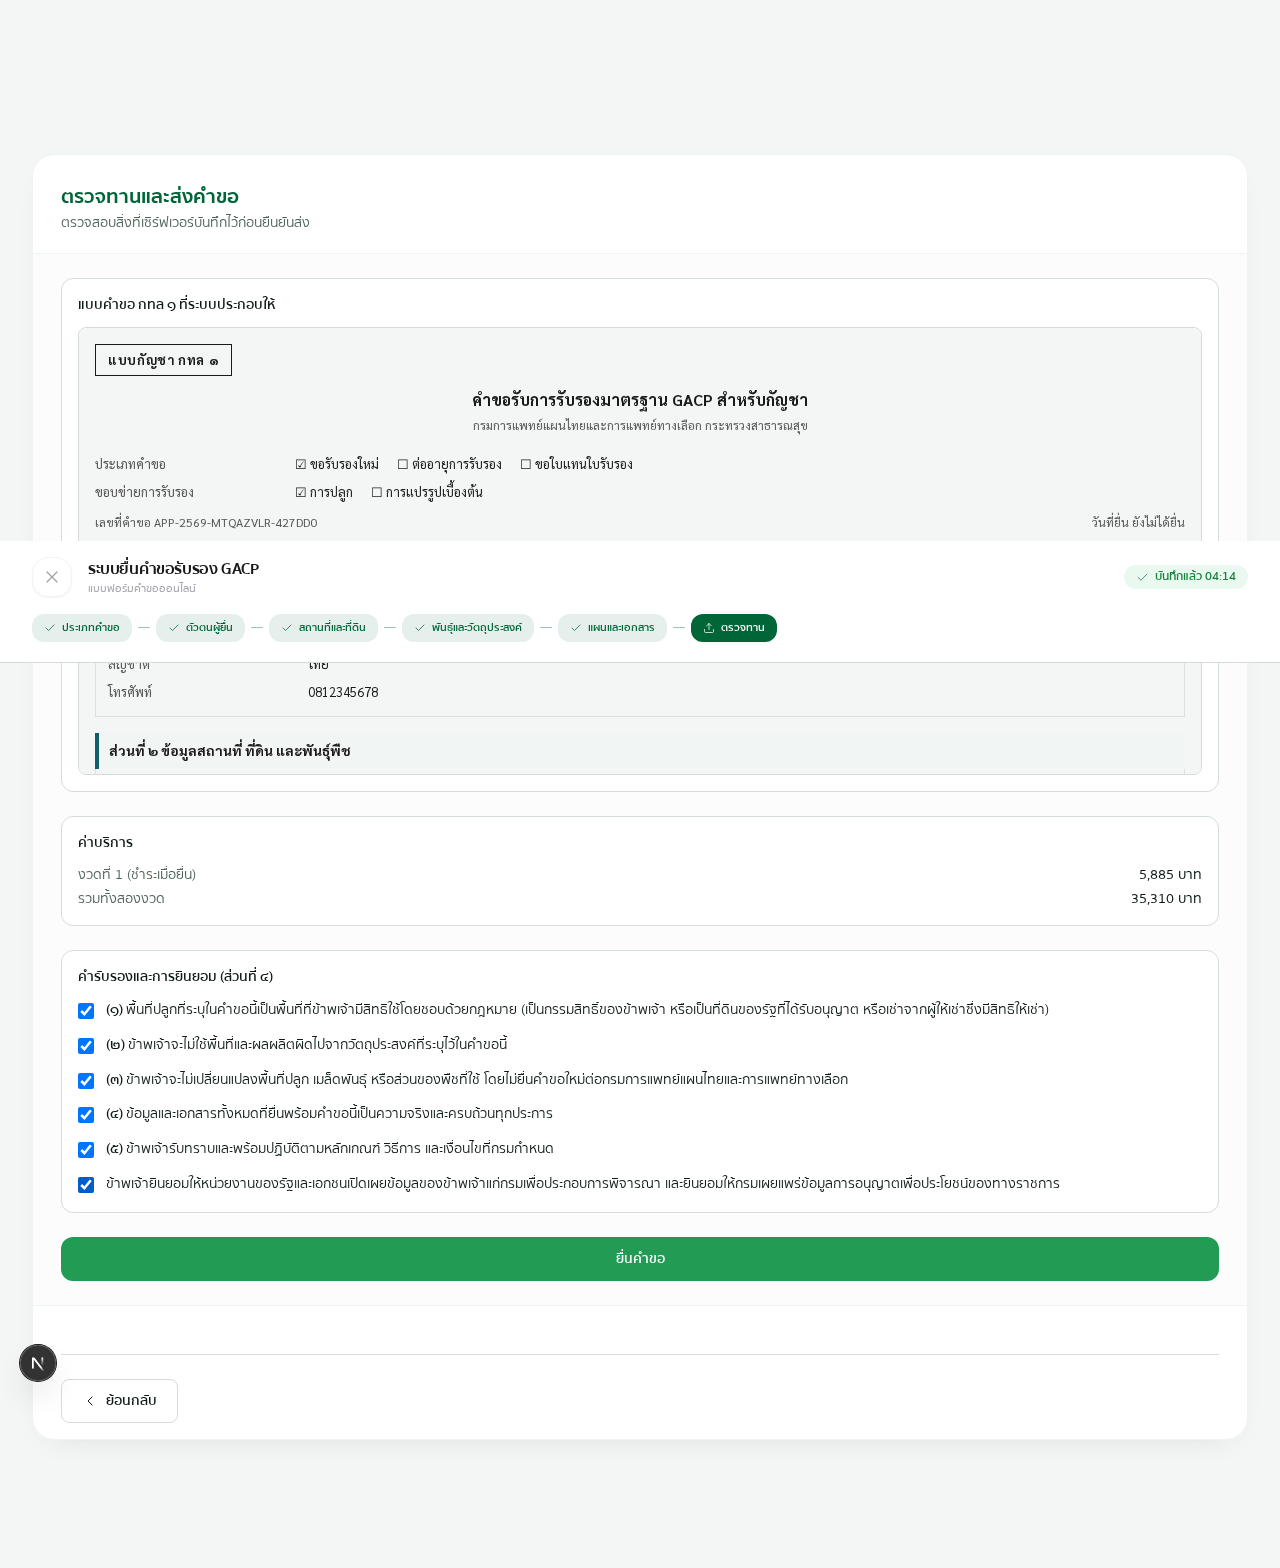 ตรวจทานและส่งคำขอ
ตรวจสอบสิ่งที่เซิร์ฟเวอร์บันทึกไว้ก่อนยืนยันส่ง
แบบคำขอ กทล ๑ ที่ระบบประกอบให้
แบบกัญชา กทล ๑
คำขอรับการรับรองมาตรฐาน GACP สำหรับกัญชา
กรมการแพทย์แผนไทยและการแพทย์ทางเลือก กระทรวงสาธารณสุข
ประเภทคำขอ ☑ ขอรับรองใหม่ ☐ ต่ออายุการรับรอง ☐ ขอใบแทนใบรับรอง
ขอบข่ายการรับรอง ☑ การปลูก ☐ การแปรรูปเบื้องต้น
เลขที่คำขอ APP-2569-MTQAZVLR-427DD0 วันที่ยื่น ยังไม่ได้ยื่น
ระบบยื่นคำขอรับรอง GACP
แบบฟอร์มคำขอออนไลน์
บันทึกแล้ว 04:14
ประเภทคำขอ — ตัวตนผู้ยื่น — สถานที่และที่ดิน — พันธุ์และวัตถุประสงค์ — แผนและเอกสาร — ตรวจทาน
สัญชาติ ไทย
โทรศัพท์ 0812345678
ส่วนที่ ๒ ข้อมูลสถานที่ ที่ดิน และพันธุ์พืช
ค่าบริการ
งวดที่ 1 (ชำระเมื่อยื่น) 5,885 บาท
รวมทั้งสองงวด 35,310 บาท
คำรับรองและการยินยอม (ส่วนที่ ๔)
(๑) พื้นที่ปลูกที่ระบุในคำขอนี้เป็นพื้นที่ที่ข้าพเจ้ามีสิทธิใช้โดยชอบด้วยกฎหมาย (เป็นกรรมสิทธิ์ของข้าพเจ้า หรือเป็นที่ดินของรัฐที่ได้รับอนุญาต หรือเช่าจากผู้ให้เช่าซึ่งมีสิทธิให้เช่า)
(๒) ข้าพเจ้าจะไม่ใช้พื้นที่และผลผลิตผิดไปจากวัตถุประสงค์ที่ระบุไว้ในคำขอนี้
(๓) ข้าพเจ้าจะไม่เปลี่ยนแปลงพื้นที่ปลูก เมล็ดพันธุ์ หรือส่วนของพืชที่ใช้ โดยไม่ยื่นคำขอใหม่ต่อกรมการแพทย์แผนไทยและการแพทย์ทางเลือก
(๔) ข้อมูลและเอกสารทั้งหมดที่ยื่นพร้อมคำขอนี้เป็นความจริงและครบถ้วนทุกประการ
(๕) ข้าพเจ้ารับทราบและพร้อมปฏิบัติตามหลักเกณฑ์ วิธีการ และเงื่อนไขที่กรมกำหนด
ข้าพเจ้ายินยอมให้หน่วยงานของรัฐและเอกชนเปิดเผยข้อมูลของข้าพเจ้าแก่กรมเพื่อประกอบการพิจารณา และยินยอมให้กรมเผยแพร่ข้อมูลการอนุญาตเพื่อประโยชน์ของทางราชการ
ยื่นคำขอ
N
ย้อนกลับ